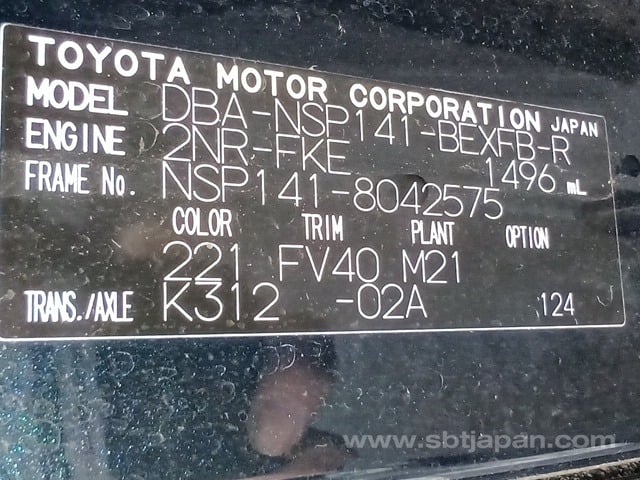 TOYOTA MOTOR CORPORATION JAPAN
MODEL DBA-NSP141-BEXFB-R
ENGINE 2NR-FKE 1496 mL
FRAME No. NSP141-8042575
COLOR TRIM PLANT OPTION
221 FV40 M21
TRANS./AXLE K312 -02A 124
www.sbtjapan.com